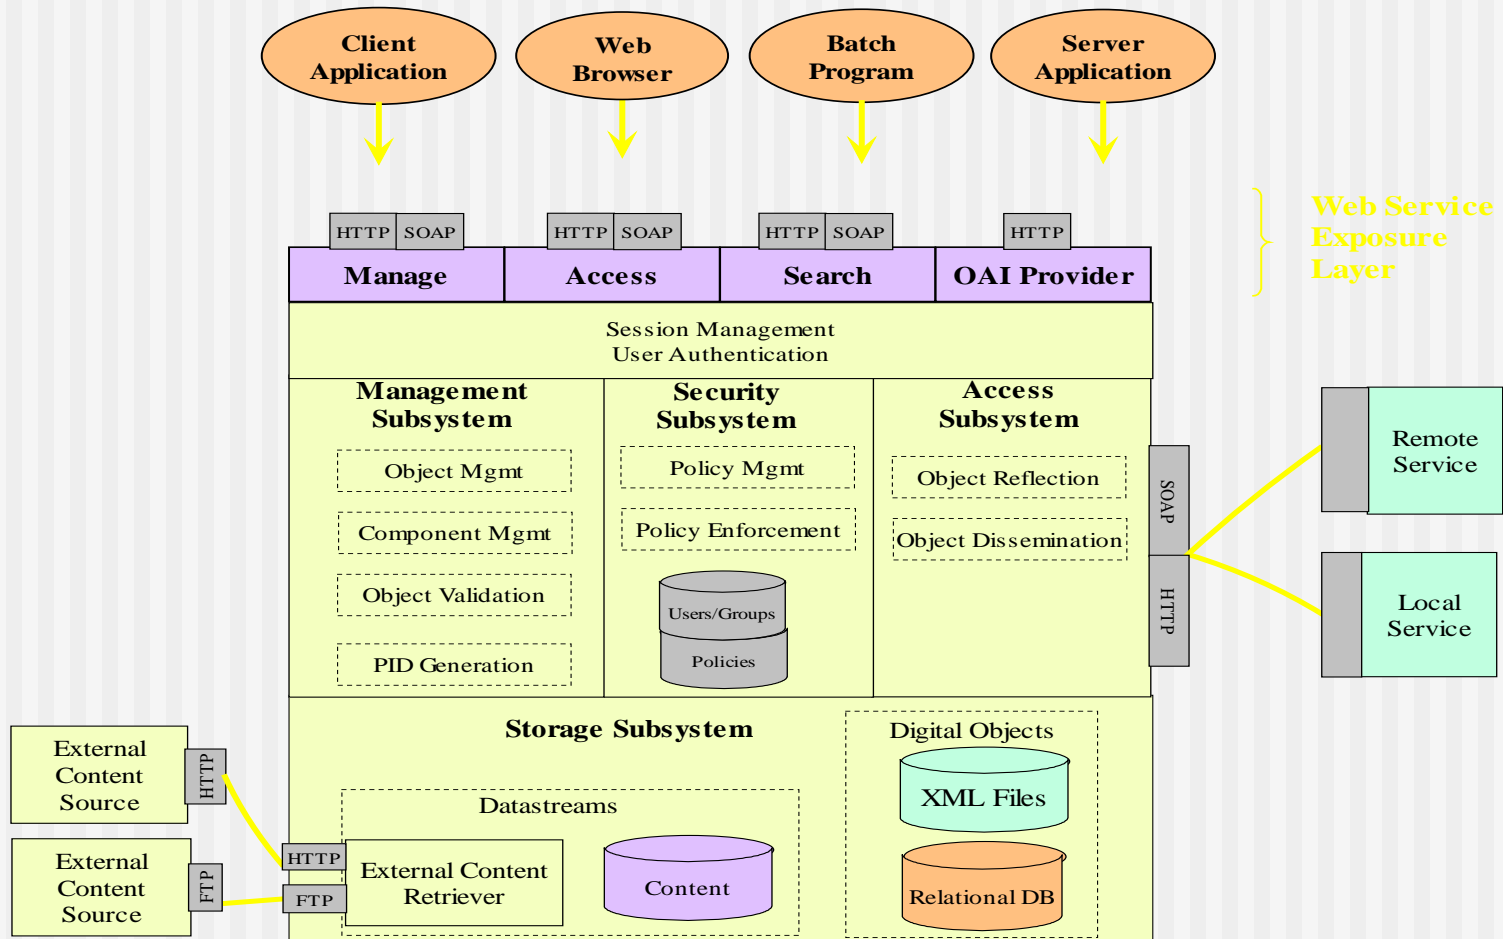 Client
Application
Web
Browser
Batch
Program
Server
Application
Web Service
Exposure
Layer
HTTP SOAP
HTTP SOAP
HTTP SOAP
HTTP
Manage
Access
Search
OAI Provider
Session Management
User Authentication
Management
Subsystem
Object Mgmt
Component Mgmt
Object Validation
PID Generation
Security
Subsystem
Policy Mgmt
Policy Enforcement
Users/Groups
Policies
Access
Subsystem
Object Reflection
Object Dissemination
SOAP
HTTP
Remote
Service
Local
Service
Storage Subsystem
Datastreams
External Content
Retriever
Content
Digital Objects
XML Files
Relational DB
External
Content
Source
HTTP
External
Content
Source
FTP
HTTP
FTP